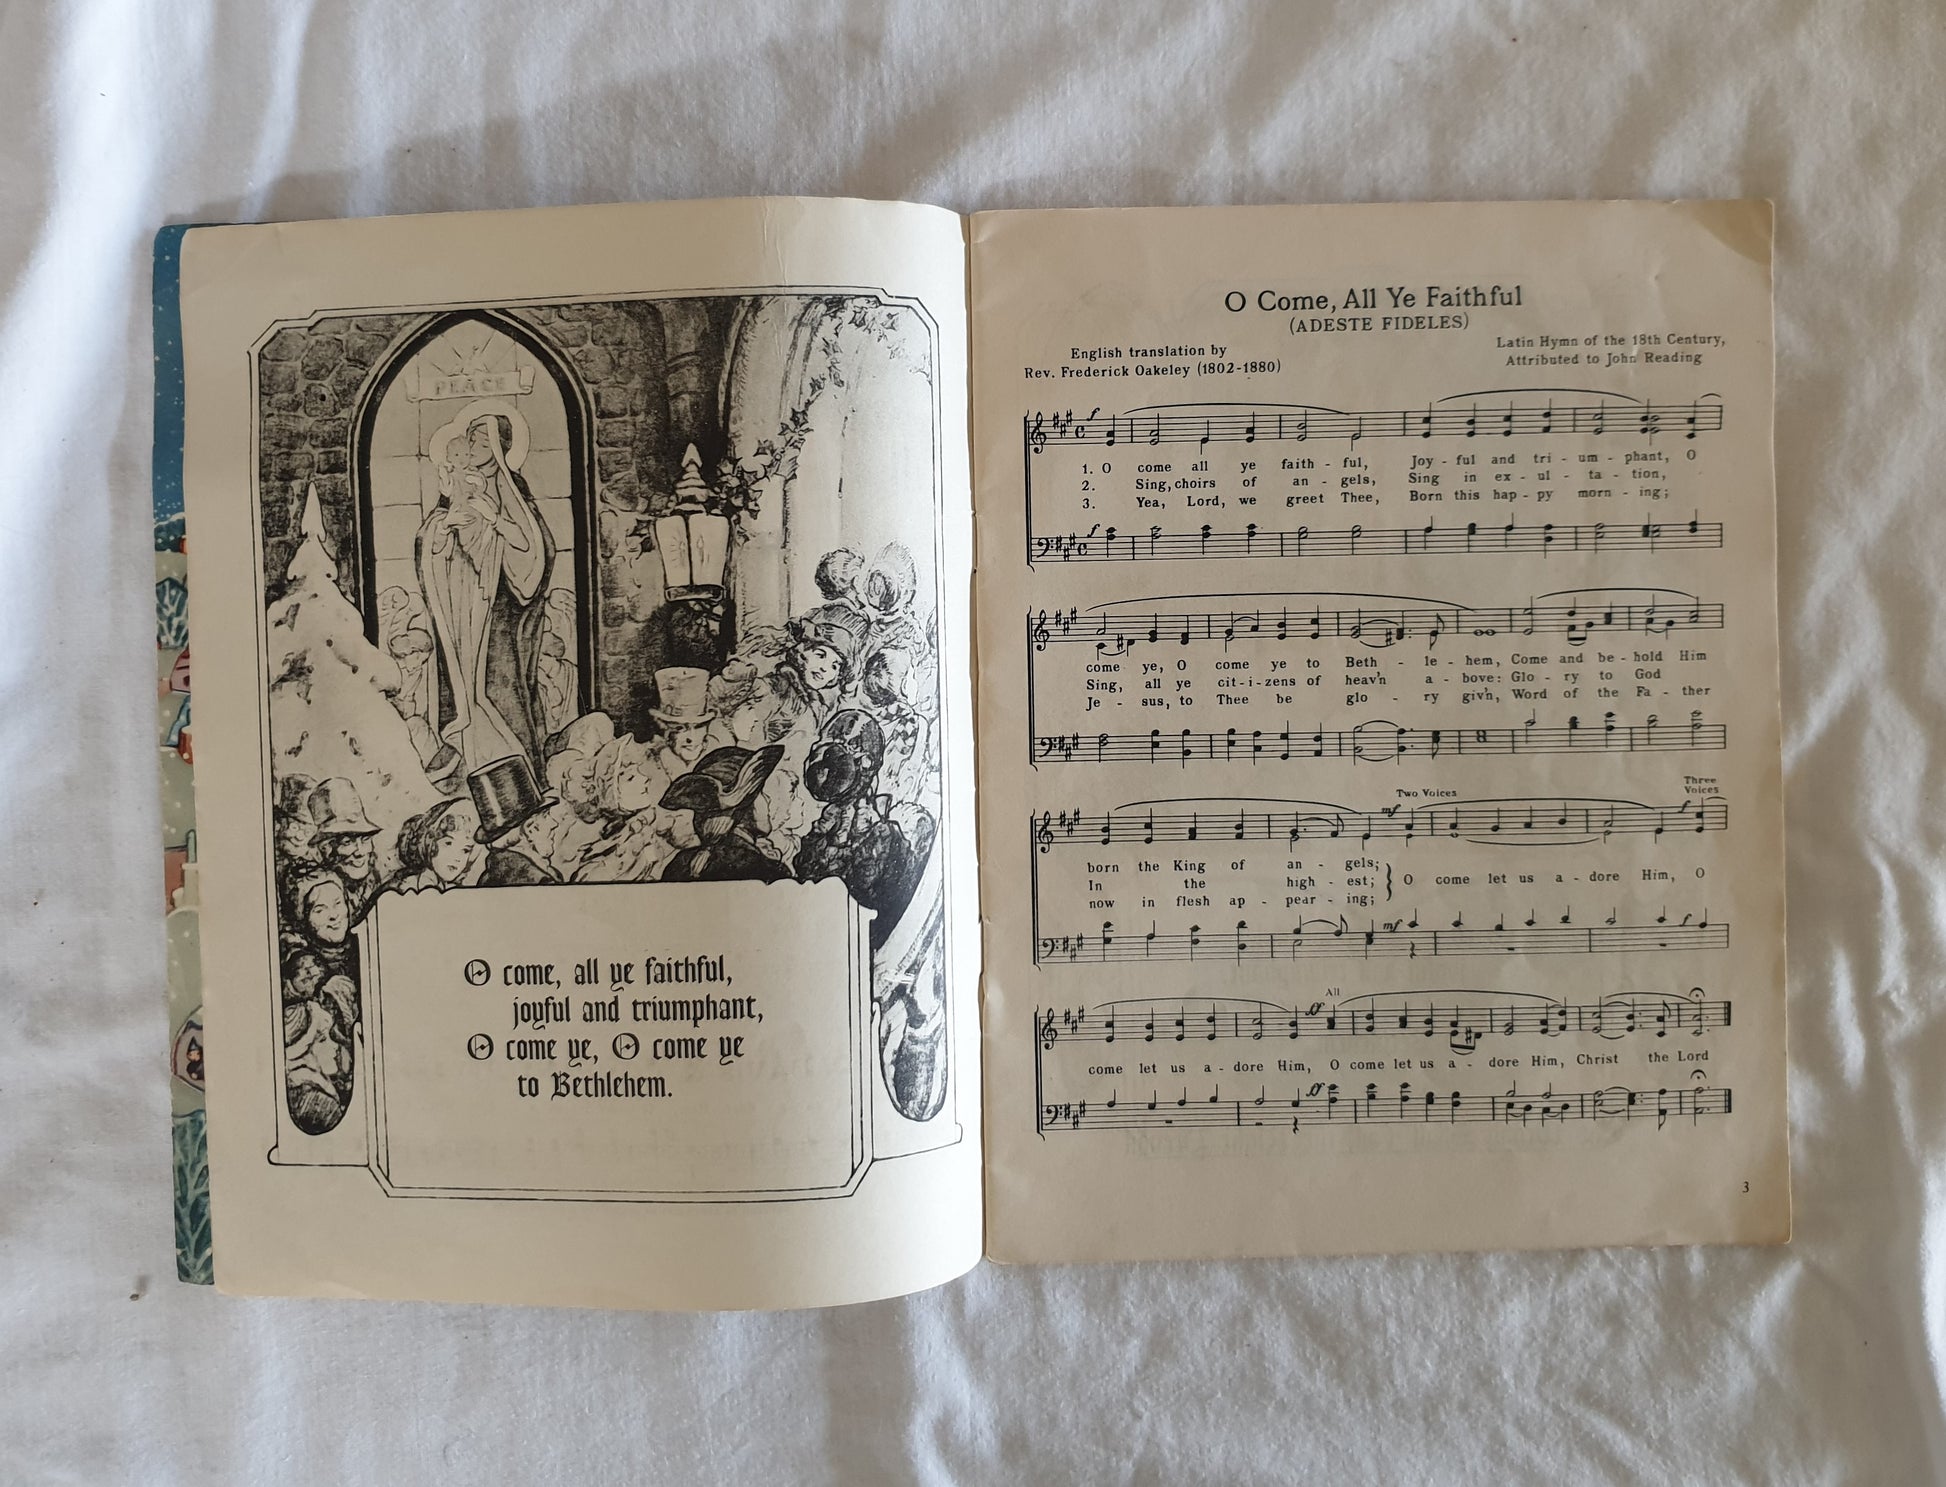 PEACE
O come, all ye faithful,
joyful and triumphant,
O come ye, O come ye
to Bethlehem.
O Come, All Ye Faithful
(ADESTE FIDELES)
English translation by
Rev. Frederick Oakeley (1802-1880)
Latin Hymn of the 18th Century,
Attributed to John Reading
f
1. O come all ye faith - ful, Joy - ful and tri - um - phant, O
2. Sing, choirs of an - gels, Sing in ex - ul - ta - tion,
3. Yea, Lord, we greet Thee, Born this hap - py morn - ing;
f
come ye, O come ye to Beth - le - hem, Come and be - hold Him
Sing, all ye cit - i - zens of heav'n a - bove: Glo - ry to God
Je - sus, to Thee be glo - ry giv'n, Word of the Fa - ther
Two Voices
Three
Voices
mf f
born the King of an - gels; } O come let us a - dore Him, O
In the high - est;
now in flesh ap - pear - ing;
mf f
All
ff
come let us a - dore Him, O come let us a - dore Him, Christ the Lord
ff
3